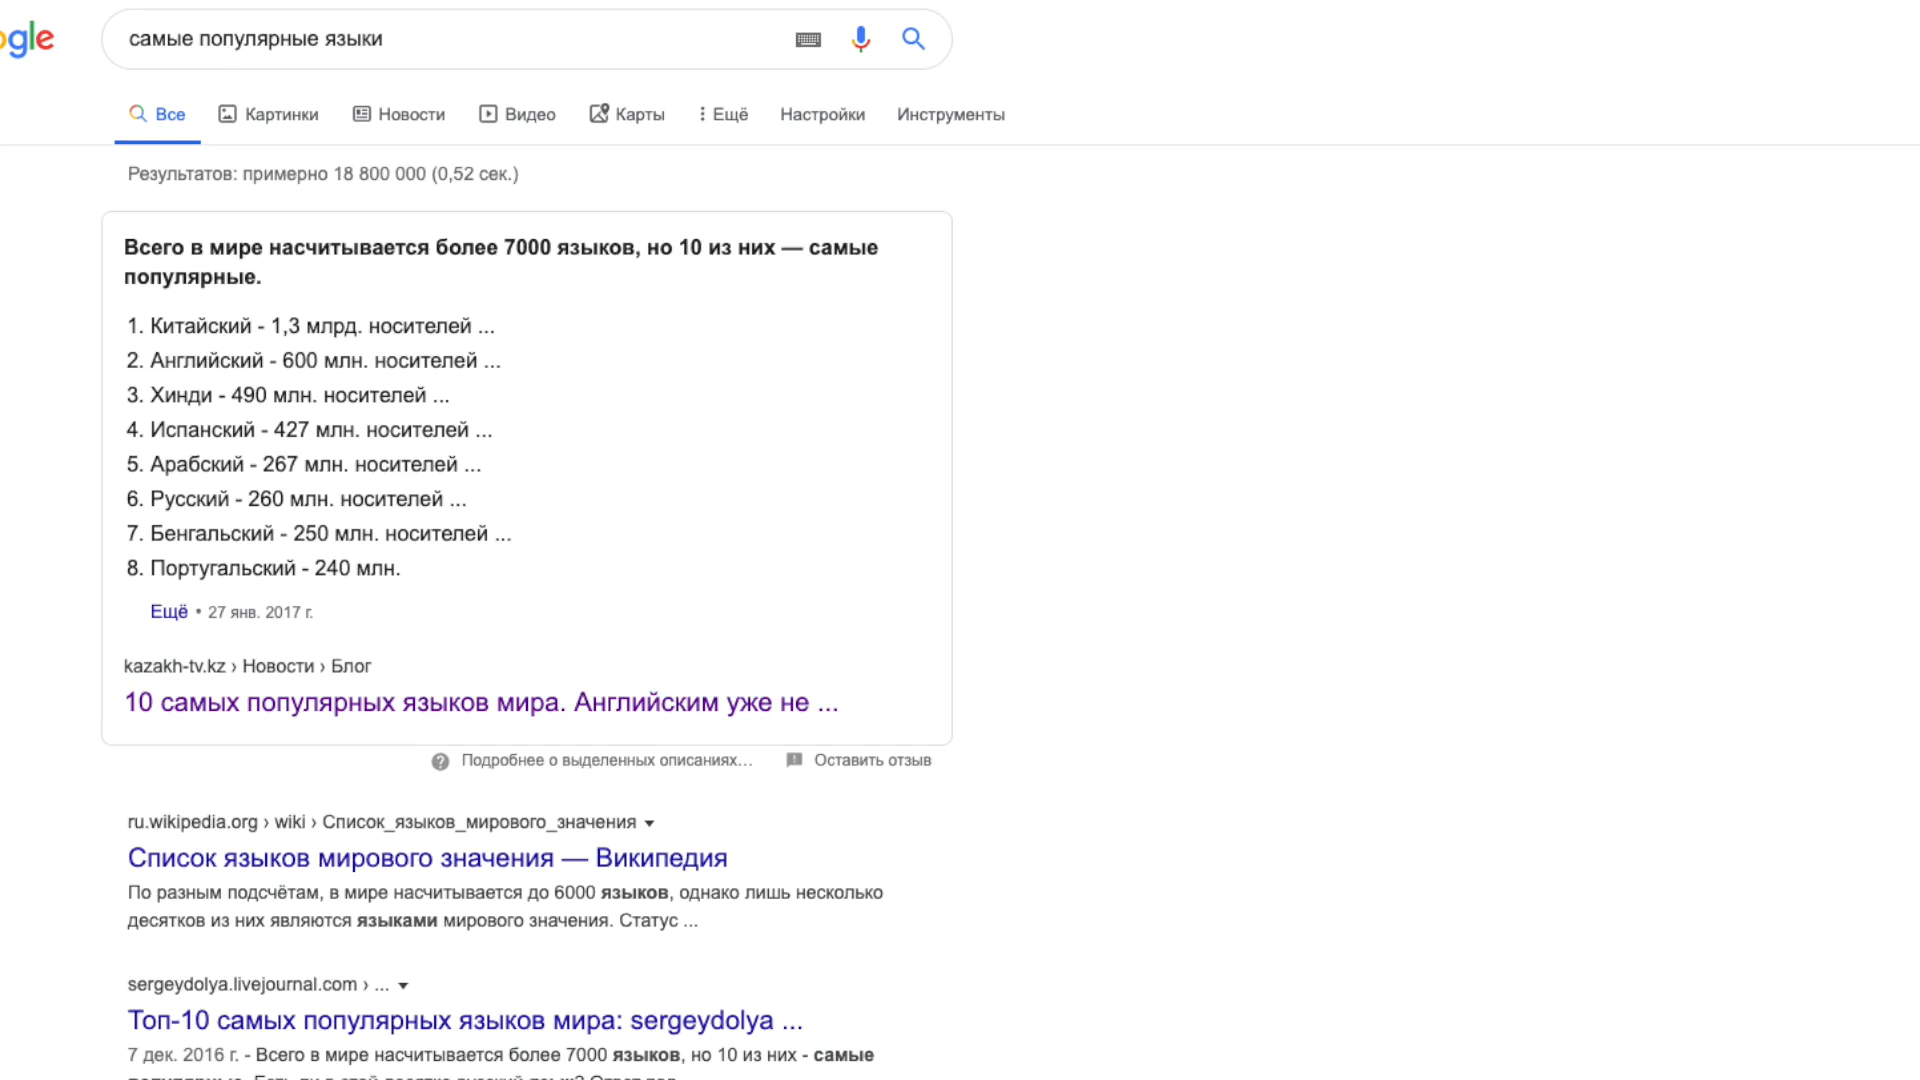 ogle
самые популярные языки
Все Картинки Новости Видео Карты Ещё Настройки Инструменты
Результатов: примерно 18 800 000 (0,52 сек.)
Всего в мире насчитывается более 7000 языков, но 10 из них — самые
популярные.
1. Китайский - 1,3 млрд. носителей ...
2. Английский - 600 млн. носителей ...
3. Хинди - 490 млн. носителей ...
4. Испанский - 427 млн. носителей ...
5. Арабский - 267 млн. носителей ...
6. Русский - 260 млн. носителей ...
7. Бенгальский - 250 млн. носителей ...
8. Португальский - 240 млн.
Ещё • 27 янв. 2017 г.
kazakh-tv.kz › Новости › Блог
10 самых популярных языков мира. Английским уже не ...
Подробнее о выделенных описаниях… Оставить отзыв
ru.wikipedia.org › wiki › Список_языков_мирового_значения
Список языков мирового значения — Википедия
По разным подсчётам, в мире насчитывается до 6000 языков, однако лишь несколько
десятков из них являются языками мирового значения. Статус ...
sergeydolya.livejournal.com › ...
Топ-10 самых популярных языков мира: sergeydolya ...
7 дек. 2016 г. - Всего в мире насчитывается более 7000 языков, но 10 из них - самые